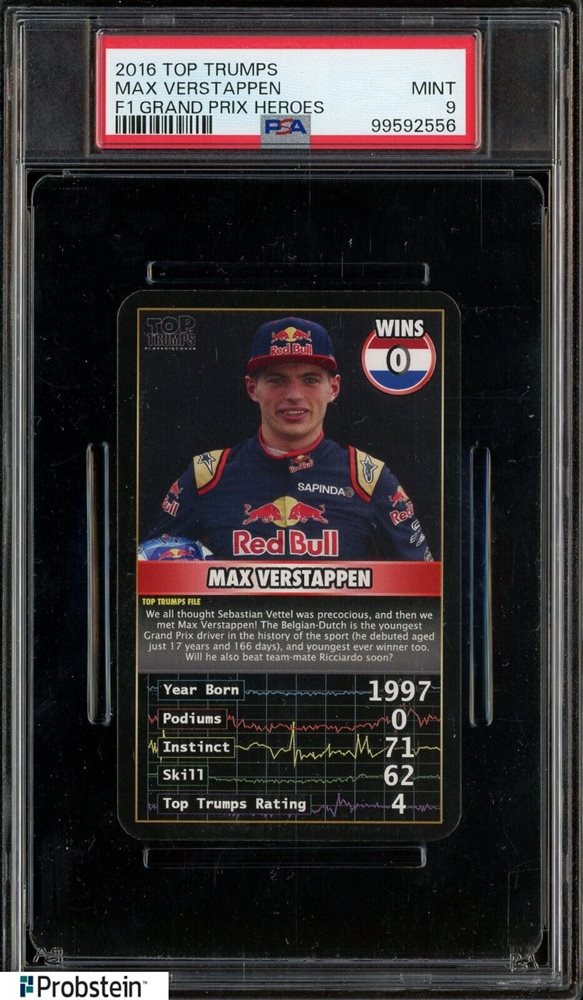 2016 TOP TRUMPS
MAX VERSTAPPEN MINT
F1 GRAND PRIX HEROES 9
PSA 99592556
TOP TRUMPS
PLAY•DISCOVER
WINS
0
Red Bull
SAPINDA
Red Bull
MAX VERSTAPPEN
TOP TRUMPS FILE
We all thought Sebastian Vettel was precocious, and then we
met Max Verstappen! The Belgian-Dutch is the youngest
Grand Prix driver in the history of the sport (he debuted aged
just 17 years and 166 days), and youngest ever winner too.
Will he also beat team-mate Ricciardo soon?
Year Born 1997
Podiums 0
Instinct 71
Skill 62
Top Trumps Rating 4
Probstein™